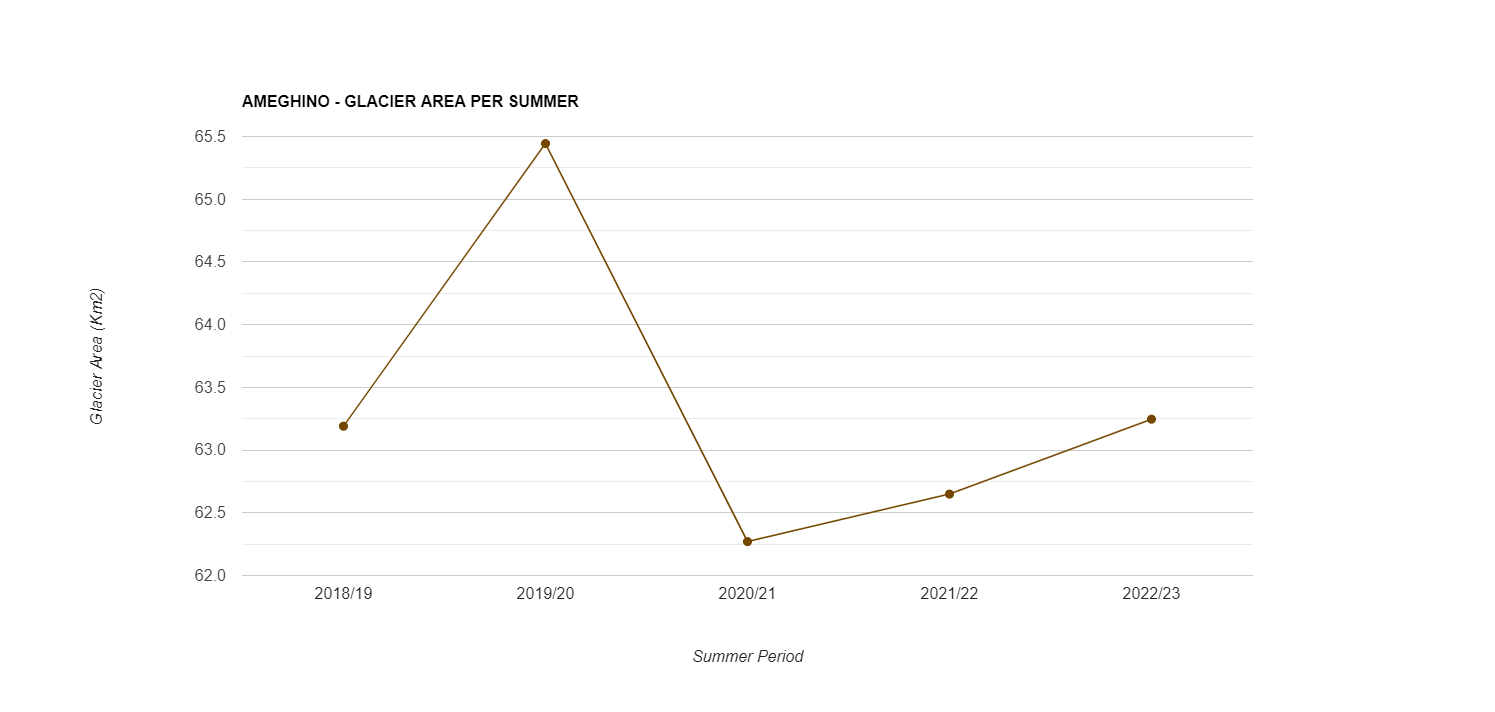 AMEGHINO - GLACIER AREA PER SUMMER
65.5
65.0
64.5
64.0
63.5
63.0
62.5
62.0
Glacier Area (Km2)
2018/19 2019/20 2020/21 2021/22 2022/23
Summer Period